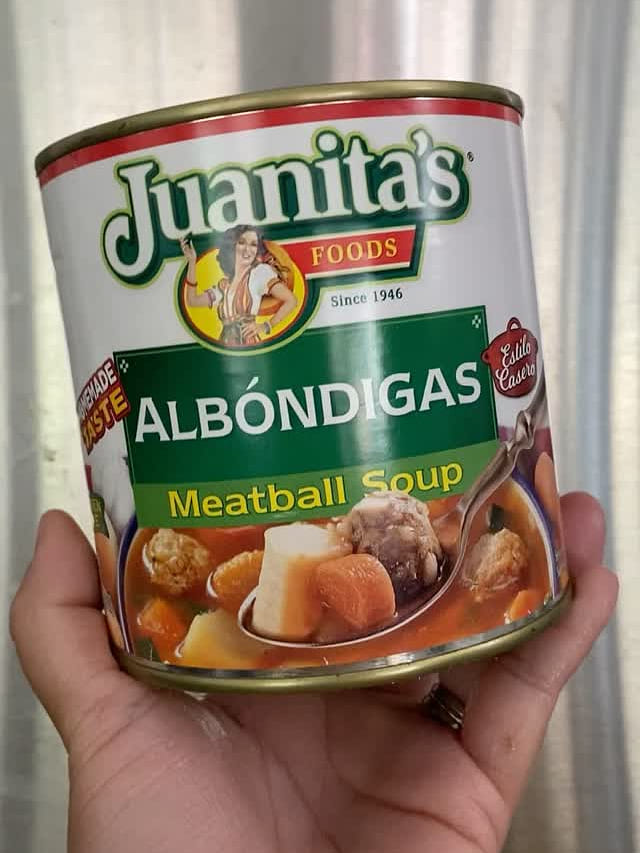 Juanita's®
FOODS
Since 1946
HOMEMADE
TASTE
ALBÓNDIGAS
Estilo
Casero
Meatball Soup